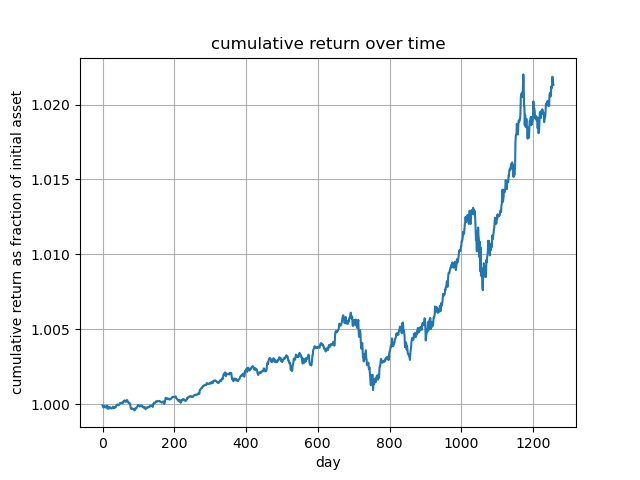 cumulative return over time
cumulative return as fraction of initial asset
1.020
1.015
1.010
1.005
1.000
0 200 400 600 800 1000 1200
day